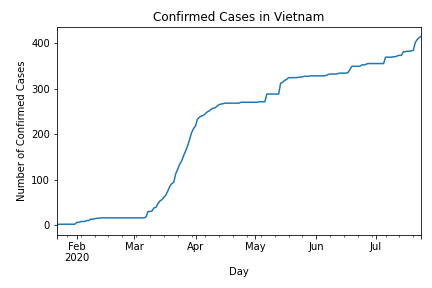 Confirmed Cases in Vietnam
Number of Confirmed Cases
400
300
200
100
0
Feb Mar Apr May Jun Jul
2020
Day